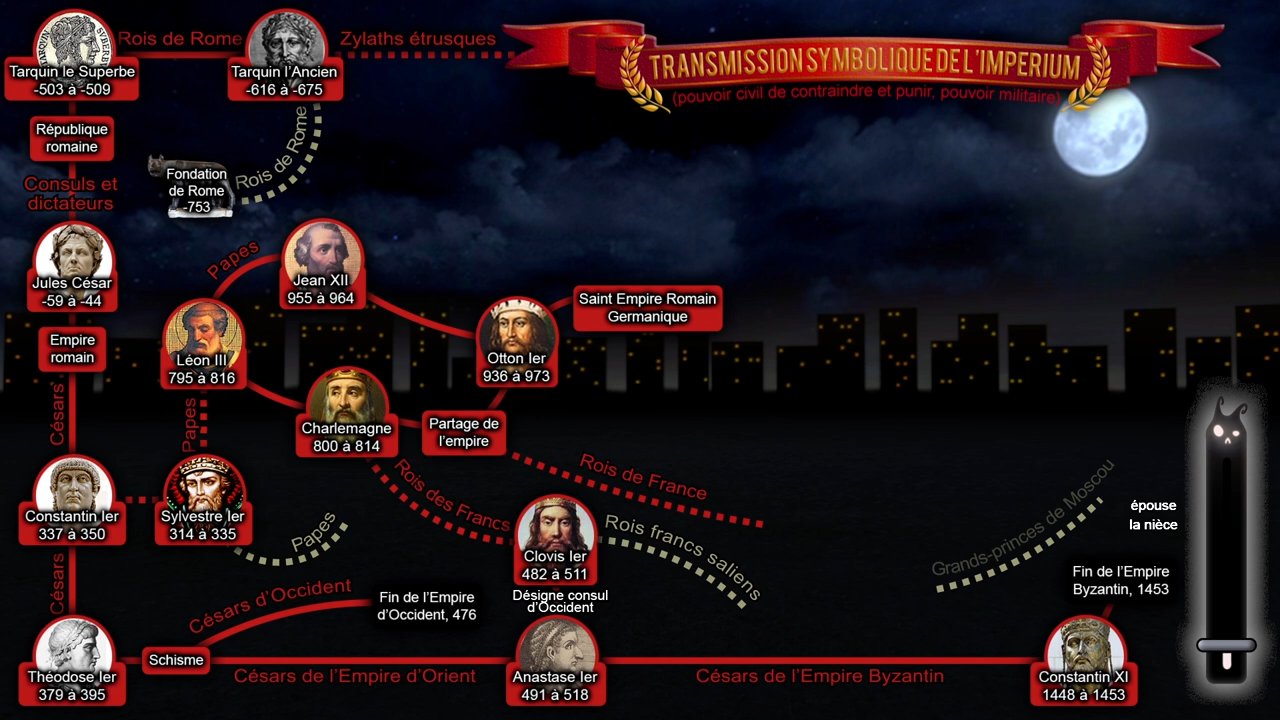 TRANSMISSION SYMBOLIQUE DE L'IMPERIUM
(pouvoir civil de contraindre et punir, pouvoir militaire)
Rois de Rome
Zylaths étrusques
TARQUIN SVBERBE
Tarquin le Superbe
-503 à -509
Tarquin l'Ancien
-616 à -675
République
romaine
Rois de Rome
Fondation
de Rome
-753
Consuls et
dictateurs
Jules César
-59 à -44
Papes
Jean XII
955 à 964
Saint Empire Romain
Germanique
Empire
romain
Léon III
795 à 816
Otton Ier
936 à 973
Césars
Papes
Charlemagne
800 à 814
Partage de
l'empire
Rois de France
Rois des Francs
Constantin Ier
337 à 350
Sylvestre Ier
314 à 335
Papes
Clovis Ier
482 à 511
Rois francs saliens
Grands-princes de Moscou
épouse
la nièce
Césars
Césars d'Occident
Fin de l'Empire
d'Occident, 476
Désigne consul
d'Occident
Fin de l'Empire
Byzantin, 1453
Théodose Ier
379 à 395
Schisme
Césars de l'Empire d'Orient
Anastase Ier
491 à 518
Césars de l'Empire Byzantin
Constantin XI
1448 à 1453